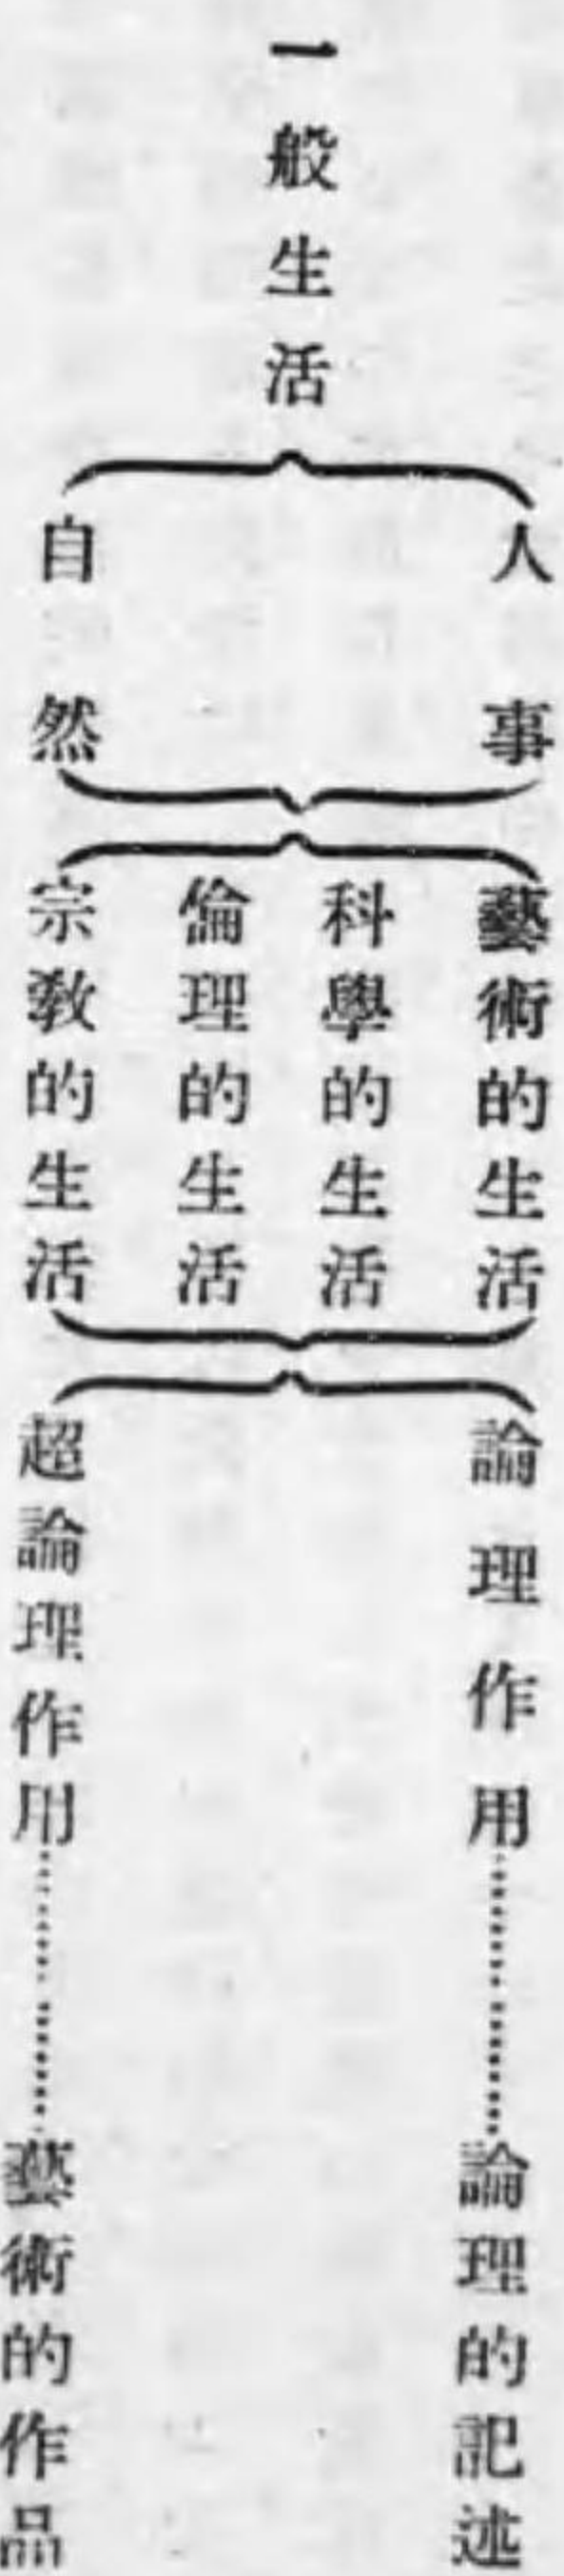 一般生活
人事
自然
藝術的生活
科學的生活
倫理的生活
宗敎的生活
論理作用
超論理作用
論理的記述
藝術的作品